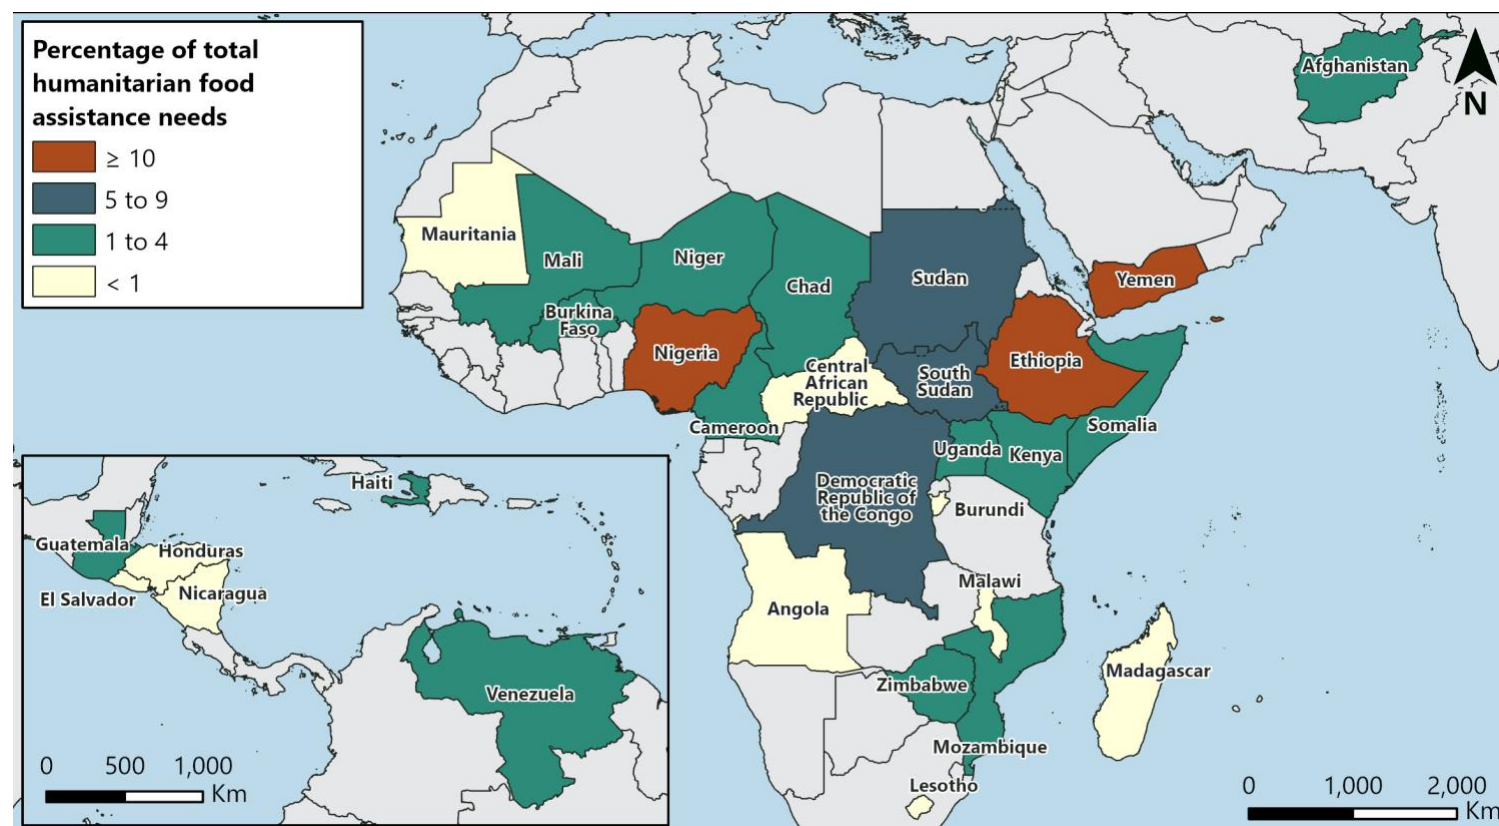 Percentage of total
humanitarian food
assistance needs
≥ 10
5 to 9
1 to 4
< 1
Afghanistan
N
Mauritania
Mali
Niger
Chad
Sudan
Yemen
Burkina
Faso
Nigeria
Central
African
Republic
South
Sudan
Ethiopia
Cameroon
Somalia
Uganda
Kenya
Democratic
Republic of
the Congo
Burundi
Malawi
Angola
Madagascar
Zimbabwe
Mozambique
Lesotho
Haiti
Guatemala
Honduras
El Salvador
Nicaragua
Venezuela
0 500 1,000
Km
0 1,000 2,000
Km